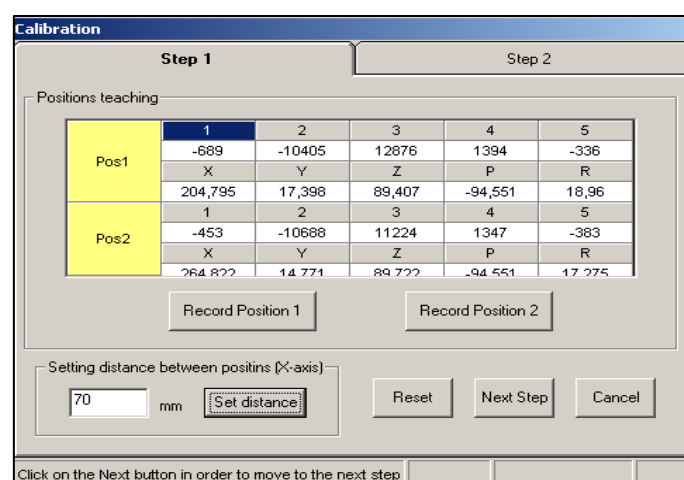 Calibration
Step 1 Step 2
Positions teaching
Pos1 1 2 3 4 5
-689 -10405 12876 1394 -336
X Y Z P R
204,795 17,398 89,407 -94,551 18,96
Pos2 1 2 3 4 5
-453 -10688 11224 1347 -383
X Y Z P R
264,822 14,771 89,722 -94,551 17,275
Record Position 1 Record Position 2
Setting distance between positins (X-axis)
70 mm Set distance Reset Next Step Cancel
Click on the Next button in order to move to the next step